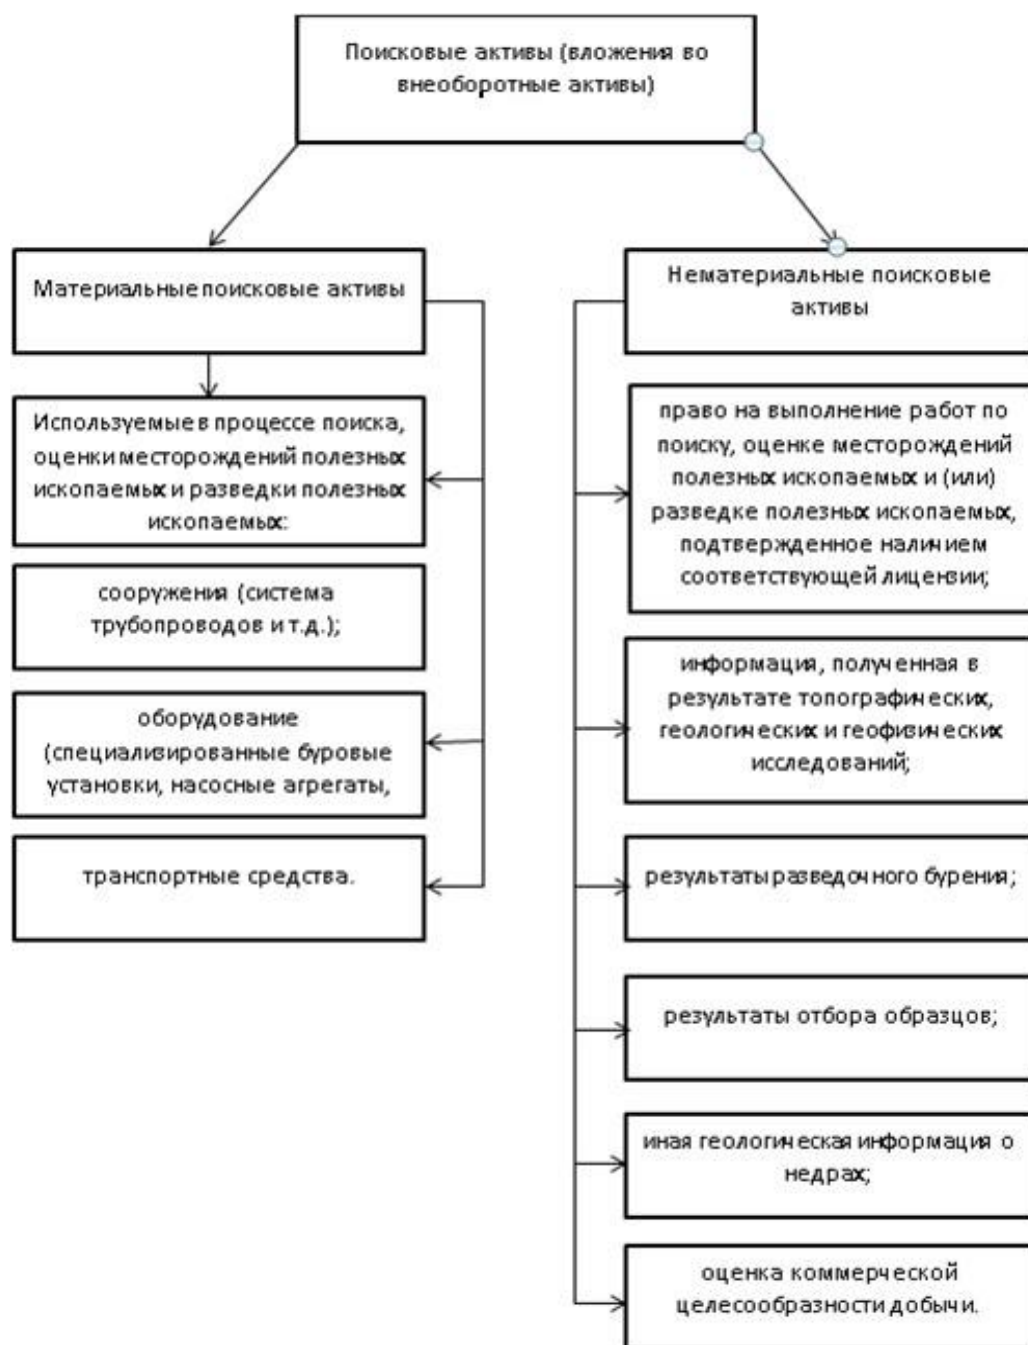 Поисковые активы (вложения во
внеоборотные активы)
Материальные поисковые активы
Используемые в процессе поиска,
оценки месторождений полезных
ископаемых и разведки полезных
ископаемых:
сооружения (система
трубопроводов и т.д.);
оборудование
(специализированные буровые
установки, насосные агрегаты,
транспортные средства.
Нематериальные поисковые
активы
право на выполнение работ по
поиску, оценке месторождений
полезных ископаемых и (или)
разведке полезных ископаемых,
подтвержденное наличием
соответствующей лицензии;
информация, полученная в
результате топографических,
геологических и геофизических
исследований;
результаты разведочного бурения;
результаты отбора образцов;
иная геологическая информация о
недрах;
оценка коммерческой
целесообразности добычи.